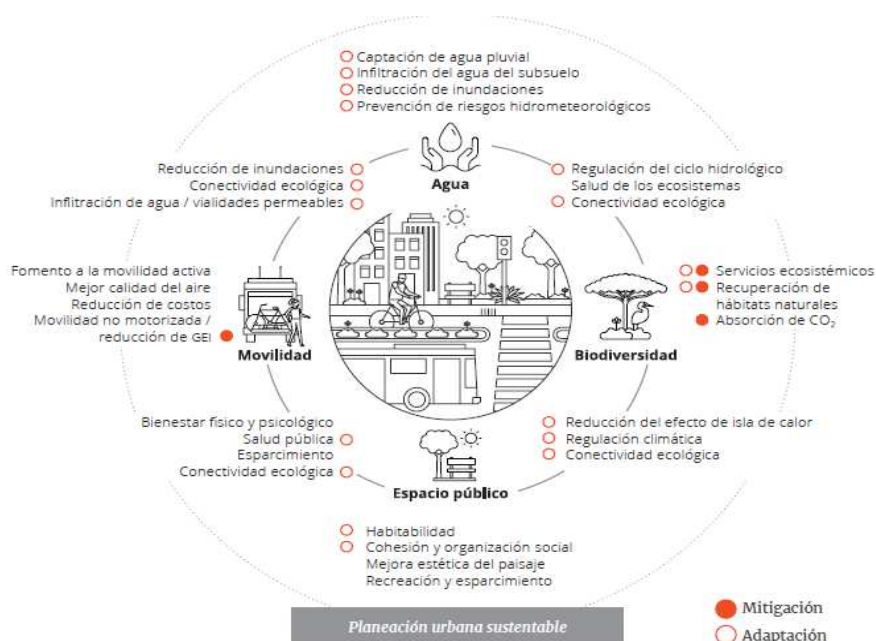 Captación de agua pluvial
Infiltración del agua del subsuelo
Reducción de inundaciones
Prevención de riesgos hidrometeorológicos
Agua
Reducción de inundaciones
Conectividad ecológica
Infiltración de agua / vialidades permeables
Regulación del ciclo hidrológico
Salud de los ecosistemas
Conectividad ecológica
Fomento a la movilidad activa
Mejor calidad del aire
Reducción de costos
Movilidad no motorizada /
reducción de GEI
Movilidad
Servicios ecosistémicos
Recuperación de
hábitats naturales
Absorción de CO₂
Biodiversidad
Bienestar físico y psicológico
Salud pública
Esparcimiento
Conectividad ecológica
Reducción del efecto de isla de calor
Regulación climática
Conectividad ecológica
Espacio público
Habitabilidad
Cohesión y organización social
Mejora estética del paisaje
Recreación y esparcimiento
Planeación urbana sustentable
Mitigación
Adaptación